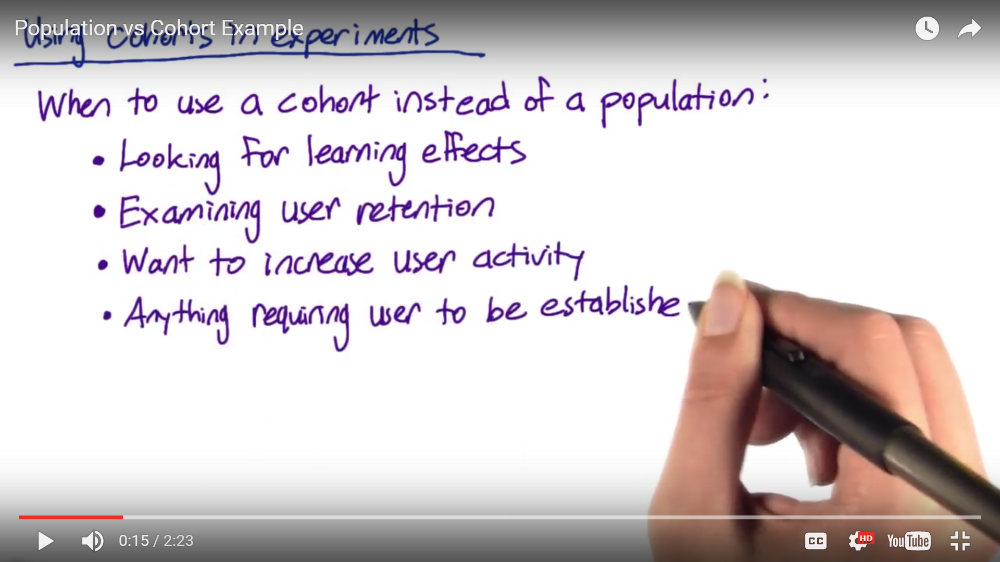 Population vs Cohort Example
Using cohorts in experiments
When to use a cohort instead of a population:
• Looking for learning effects
• Examining user retention
• Want to increase user activity
• Anything requiring user to be establishe
0:15 / 2:23
CC
HD
YouTube